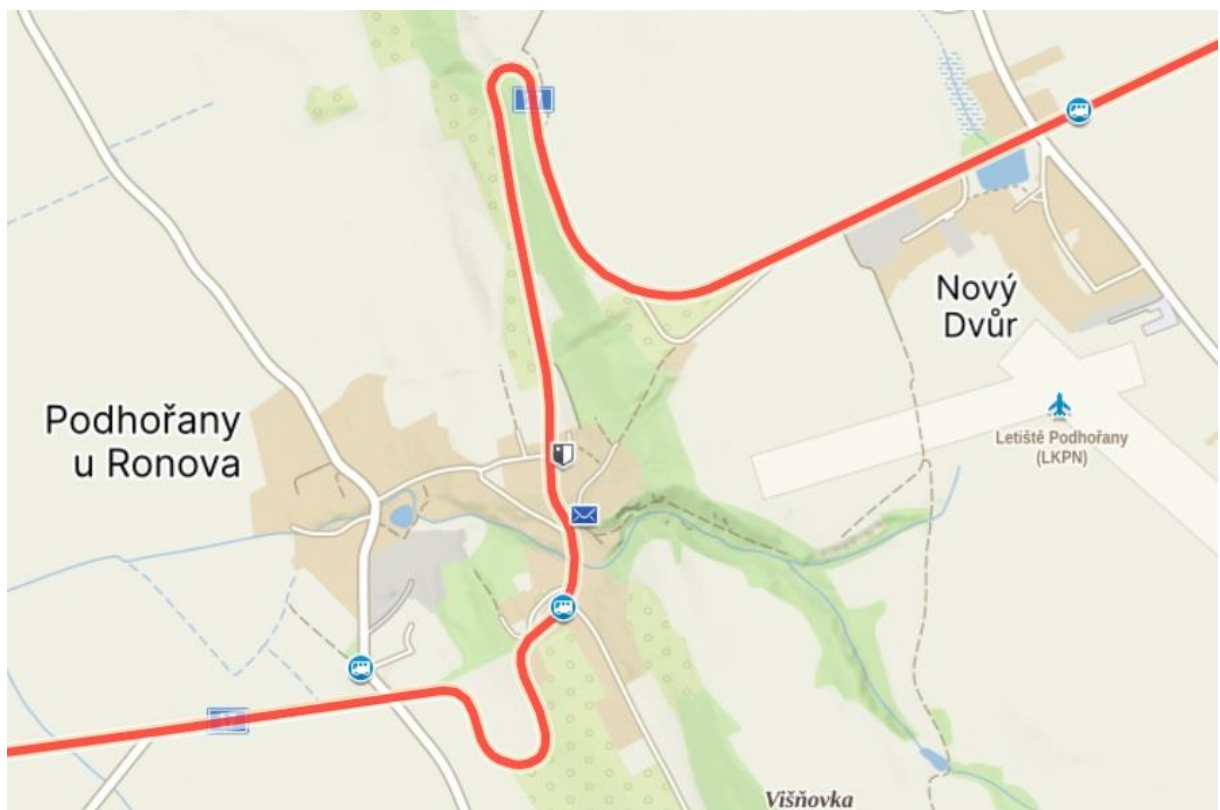 Nový
Dvůr
Podhořany
u Ronova
Letiště Podhořany
(LKPN)
Višňovka